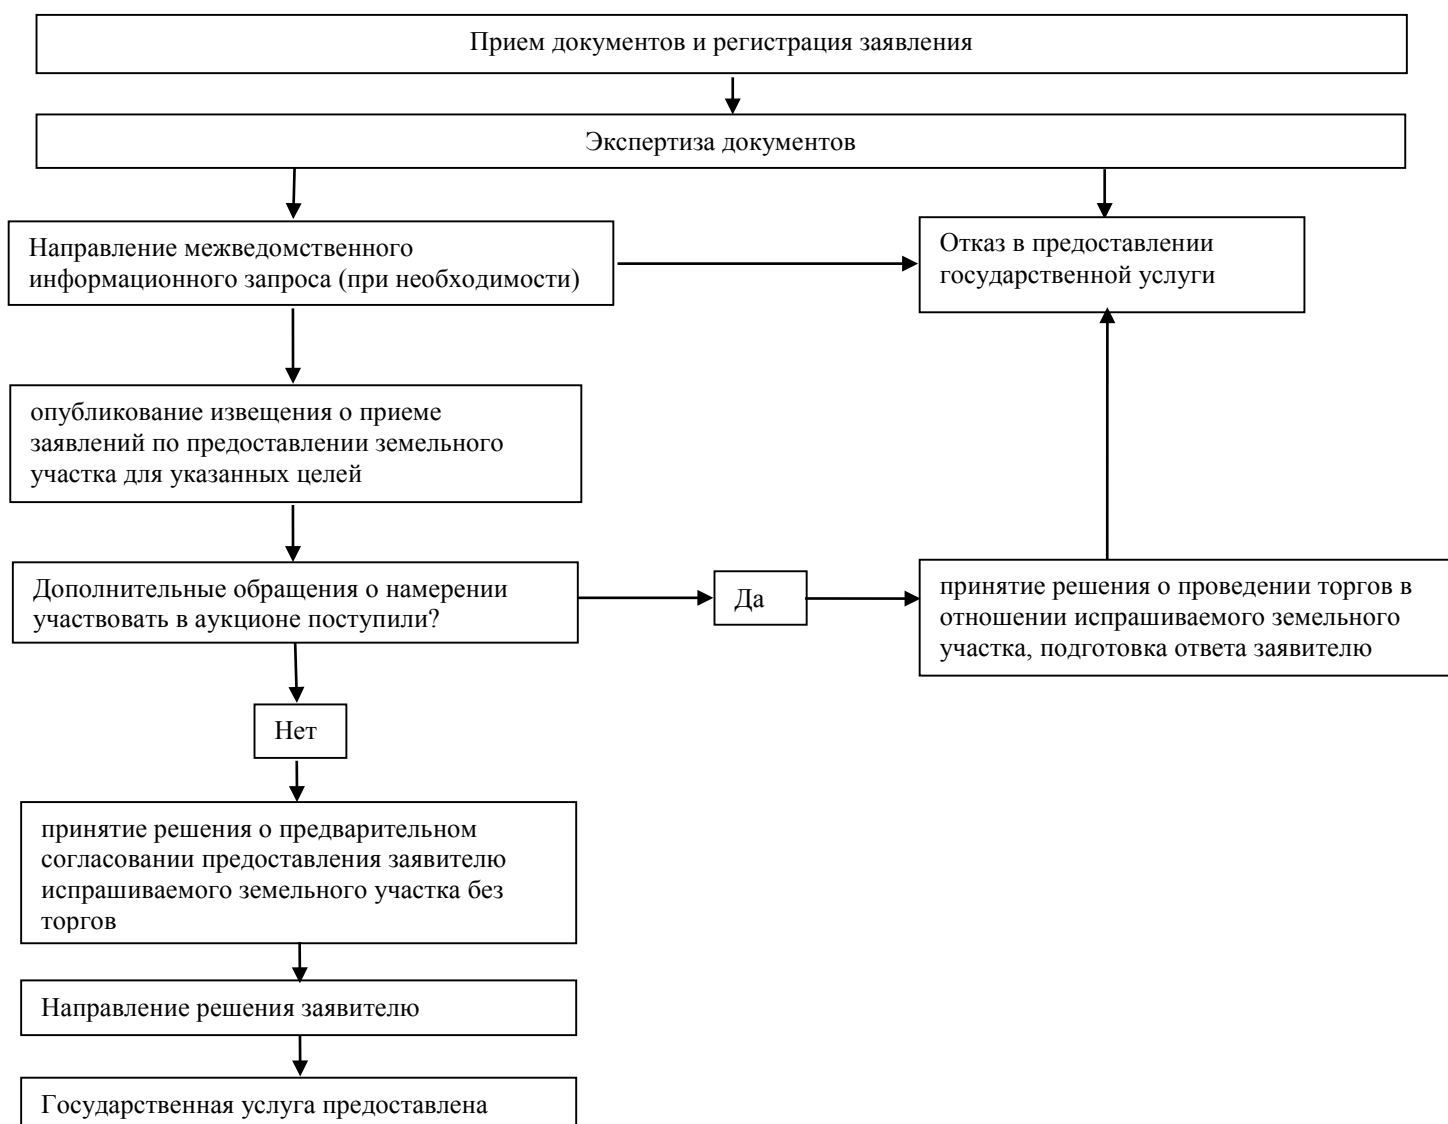 Прием документов и регистрация заявления
Экспертиза документов
Направление межведомственного
информационного запроса (при необходимости)
Отказ в предоставлении
государственной услуги
опубликование извещения о приеме
заявлений по предоставлении земельного
участка для указанных целей
Дополнительные обращения о намерении
участвовать в аукционе поступили?
Да
принятие решения о проведении торгов в
отношении испрашиваемого земельного
участка, подготовка ответа заявителю
Нет
принятие решения о предварительном
согласовании предоставления заявителю
испрашиваемого земельного участка без
торгов
Направление решения заявителю
Государственная услуга предоставлена